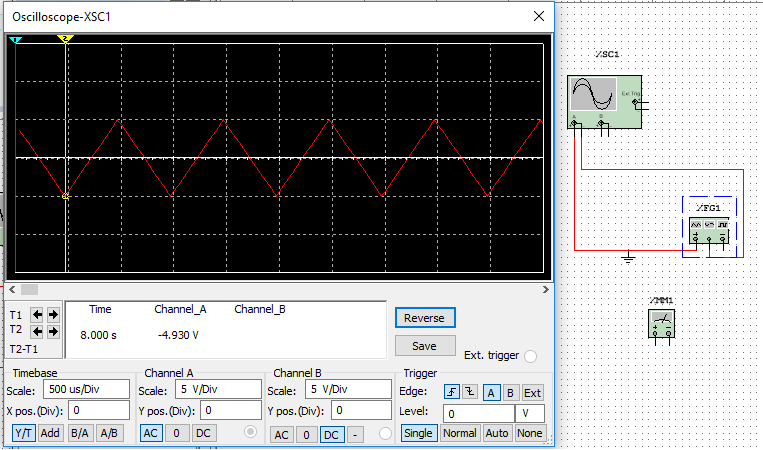 Oscilloscope-XSC1
1
2
XSC1
Ext Trig
A
B
XFG1
XMM1
T1
T2
T2-T1
Time Channel_A Channel_B
8.000 s -4.930 V
Reverse
Save
Ext. trigger
Timebase
Scale: 500 us/Div
X pos.(Div): 0
Y/T Add B/A A/B
Channel A
Scale: 5 V/Div
Y pos.(Div): 0
AC 0 DC
Channel B
Scale: 5 V/Div
Y pos.(Div): 0
AC 0 DC -
Trigger
Edge: A B Ext
Level: 0 V
Single Normal Auto None